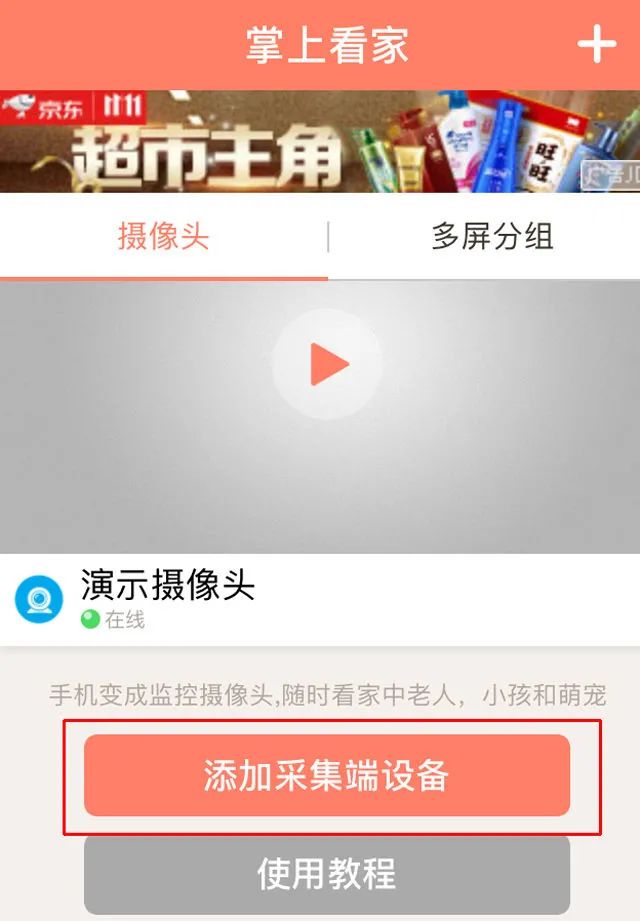 掌上看家
京东 11.11
超市主角
旺
旺
广告JD
摄像头
多屏分组
演示摄像头
在线
手机变成监控摄像头,随时看家中老人，小孩和萌宠
添加采集端设备
使用教程